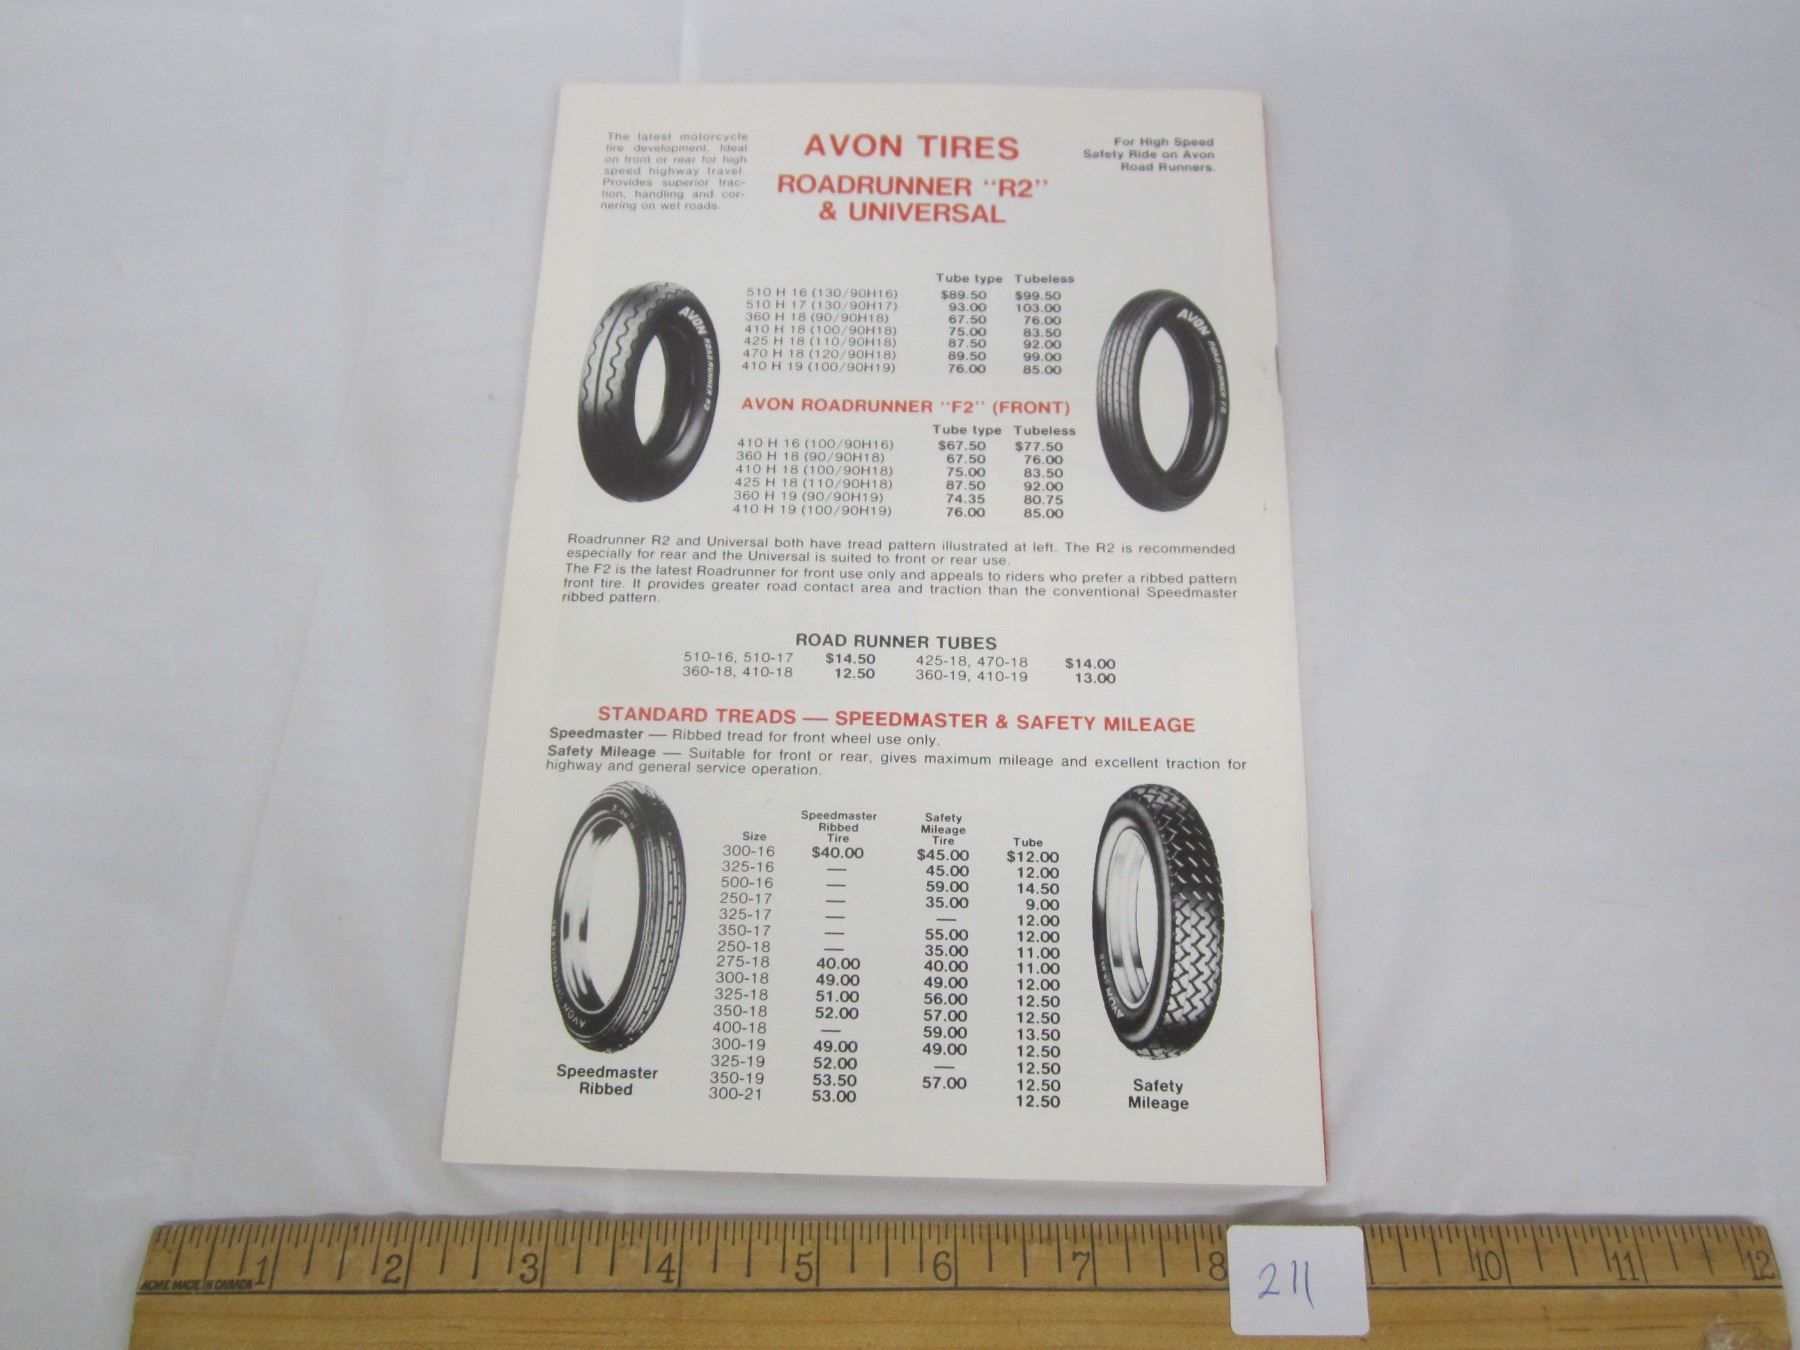 The latest motorcycle
tire development. Ideal
on front or rear for high
speed highway travel.
Provides superior trac-
tion, handling and cor-
nering on wet roads.
AVON TIRES
ROADRUNNER "R2"
& UNIVERSAL
For High Speed
Safety Ride on Avon
Road Runners.
Tube type Tubeless
510 H 16 (130/90H16) $89.50 $99.50
510 H 17 (130/90H17) 93.00 103.00
360 H 18 (90/90H18) 67.50 76.00
410 H 18 (100/90H18) 75.00 83.50
425 H 18 (110/90H18) 87.50 92.00
470 H 18 (120/90H18) 89.50 99.00
410 H 19 (100/90H19) 76.00 85.00
AVON ROADRUNNER R2
AVON ROADRUNNER F2
AVON ROADRUNNER "F2" (FRONT)
Tube type Tubeless
410 H 16 (100/90H16) $67.50 $77.50
360 H 18 (90/90H18) 67.50 76.00
410 H 18 (100/90H18) 75.00 83.50
425 H 18 (110/90H18) 87.50 92.00
360 H 19 (90/90H19) 74.35 80.75
410 H 19 (100/90H19) 76.00 85.00
Roadrunner R2 and Universal both have tread pattern illustrated at left. The R2 is recommended
especially for rear and the Universal is suited to front or rear use.
The F2 is the latest Roadrunner for front use only and appeals to riders who prefer a ribbed pattern
front tire. It provides greater road contact area and traction than the conventional Speedmaster
ribbed pattern.
ROAD RUNNER TUBES
510-16, 510-17 $14.50 425-18, 470-18 $14.00
360-18, 410-18 12.50 360-19, 410-19 13.00
STANDARD TREADS — SPEEDMASTER & SAFETY MILEAGE
Speedmaster — Ribbed tread for front wheel use only.
Safety Mileage — Suitable for front or rear, gives maximum mileage and excellent traction for
highway and general service operation.
Size Speedmaster Ribbed Tire Safety Mileage Tire Tube
300-16 $40.00 $45.00 $12.00
325-16 — 45.00 12.00
500-16 — 59.00 14.50
250-17 — 35.00 9.00
325-17 — — 12.00
350-17 — 55.00 12.00
250-18 — 35.00 11.00
275-18 40.00 40.00 11.00
300-18 49.00 49.00 12.00
325-18 51.00 56.00 12.50
350-18 52.00 57.00 12.50
400-18 — 59.00 13.50
300-19 49.00 49.00 12.50
325-19 52.00 — 12.50
350-19 53.50 57.00 12.50
300-21 53.00 12.50
AVON SPEEDMASTER
AVON
Speedmaster
Ribbed
Safety
Mileage
1 2 3 4 5 6 7 8 10 11 12
ACME MADE IN CANADA
211